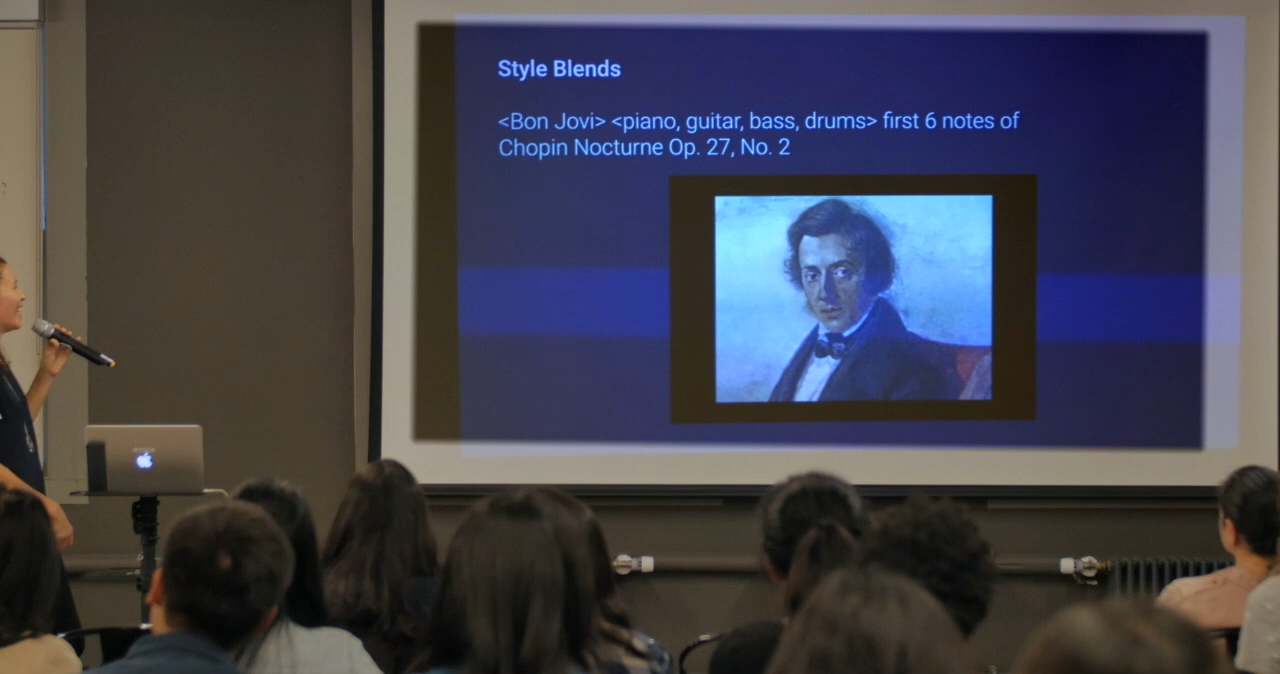 Style Blends
<Bon Jovi> <piano, guitar, bass, drums> first 6 notes of
Chopin Nocturne Op. 27, No. 2